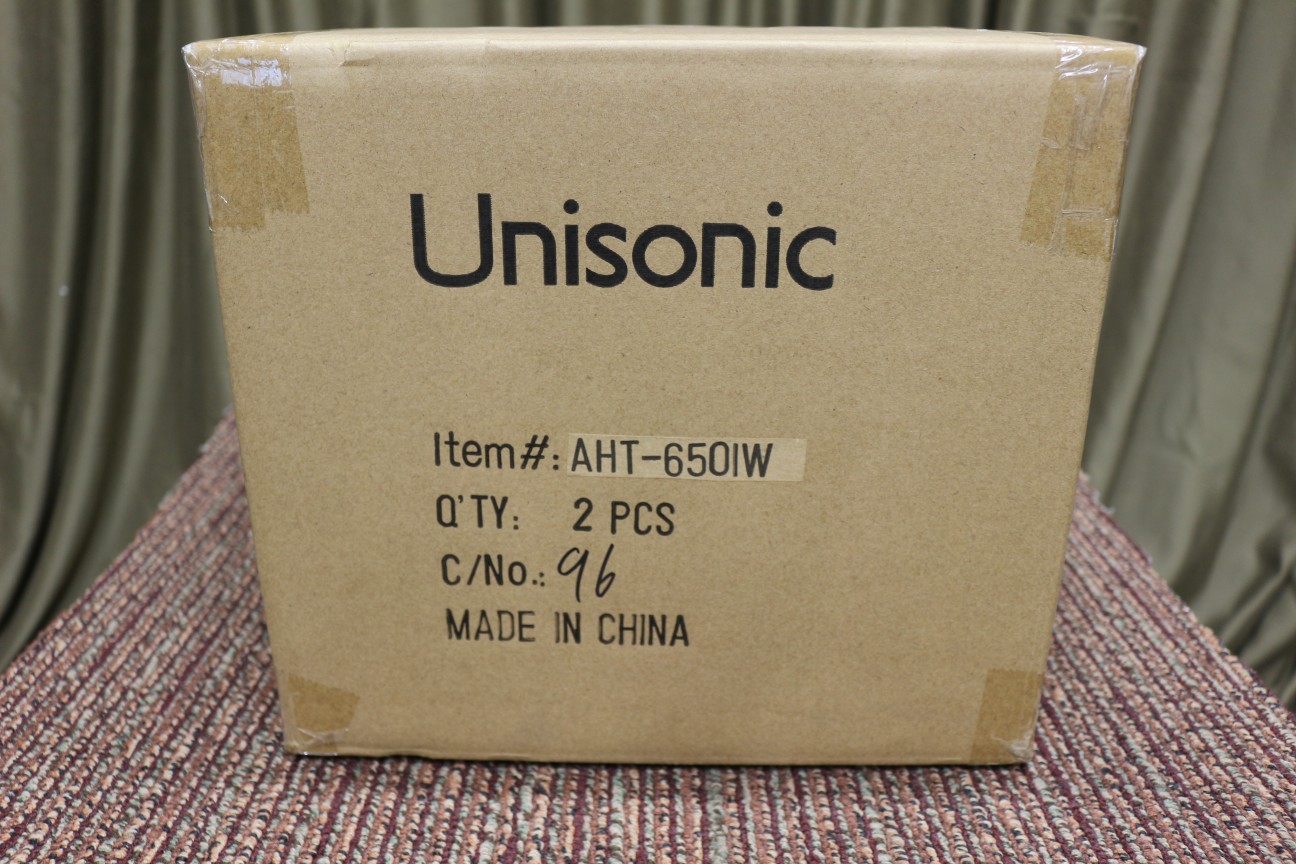 Unisonic
Item#: AHT-650IW
Q'TY: 2 PCS
C/No.: 96
MADE IN CHINA